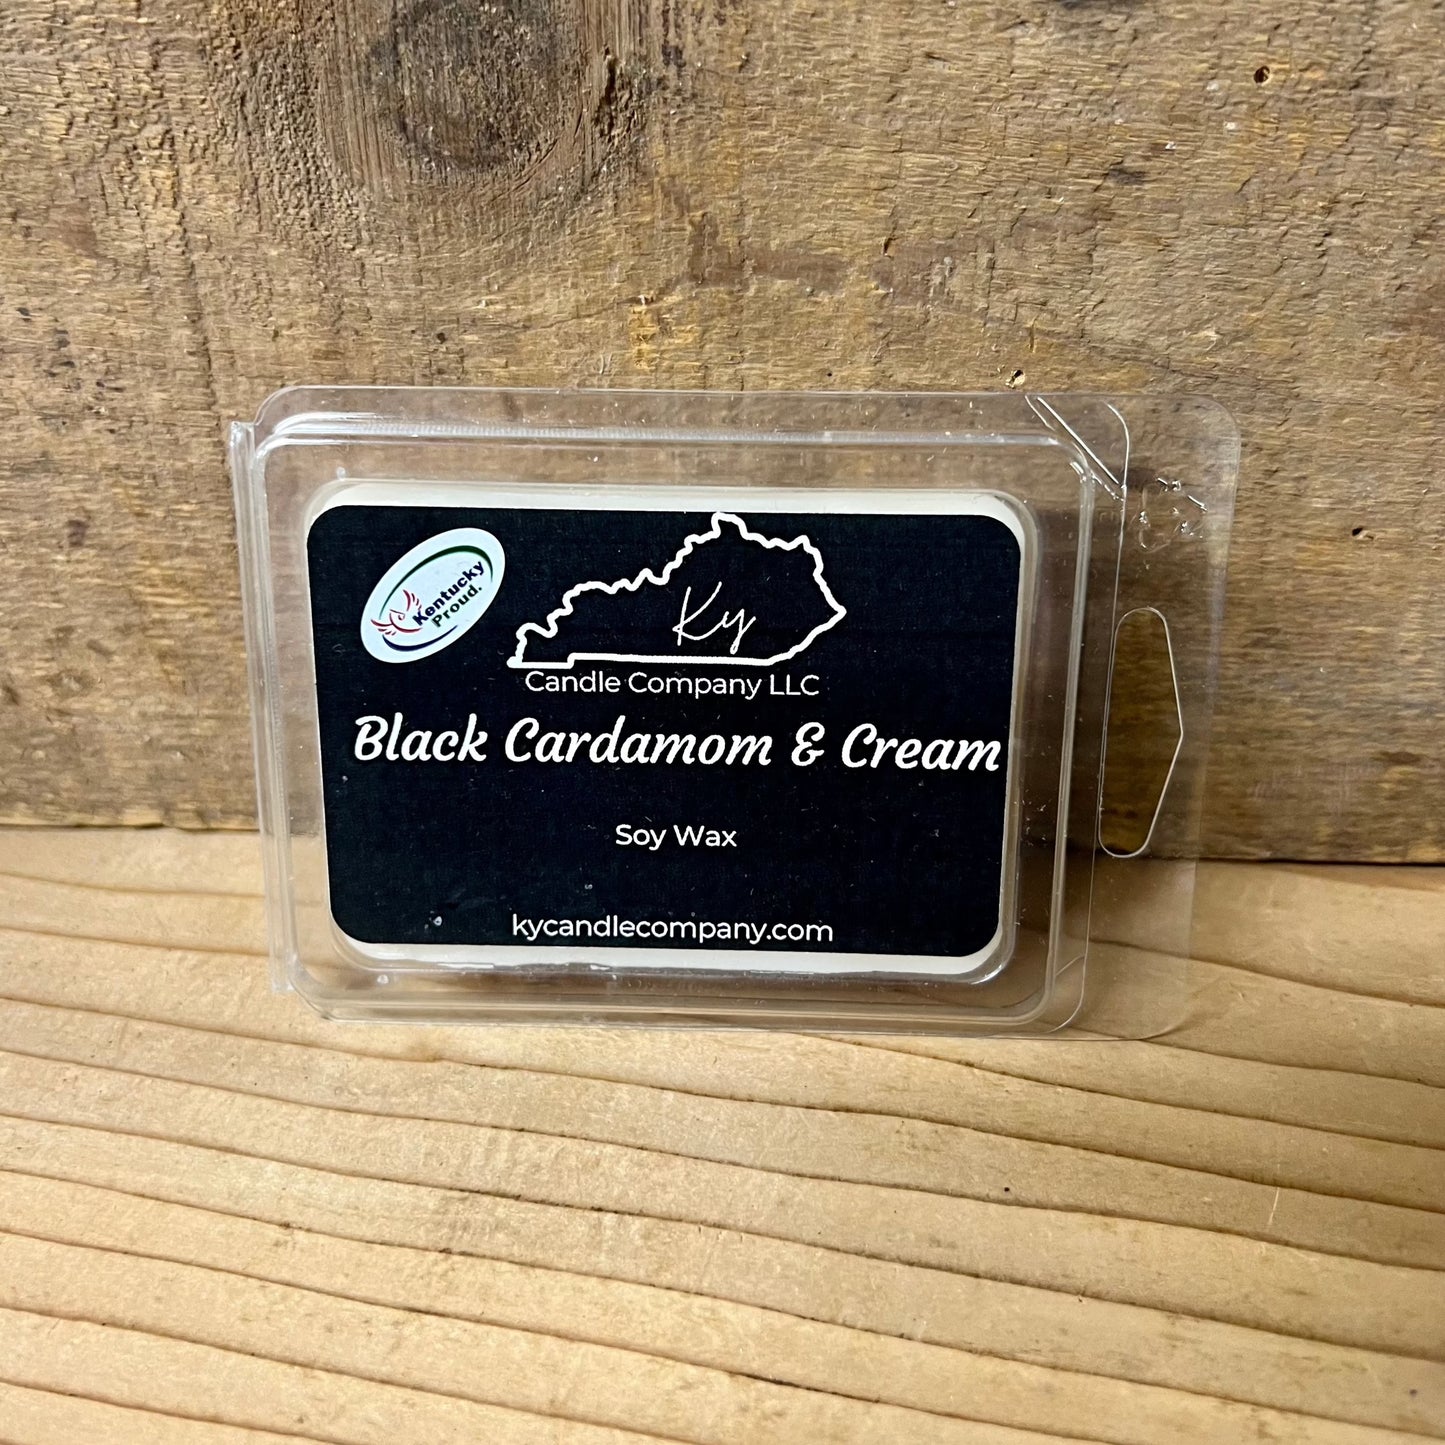 Kentucky
Proud.
Ky
Candle Company LLC
Black Cardamom & Cream
Soy Wax
kycandlecompany.com